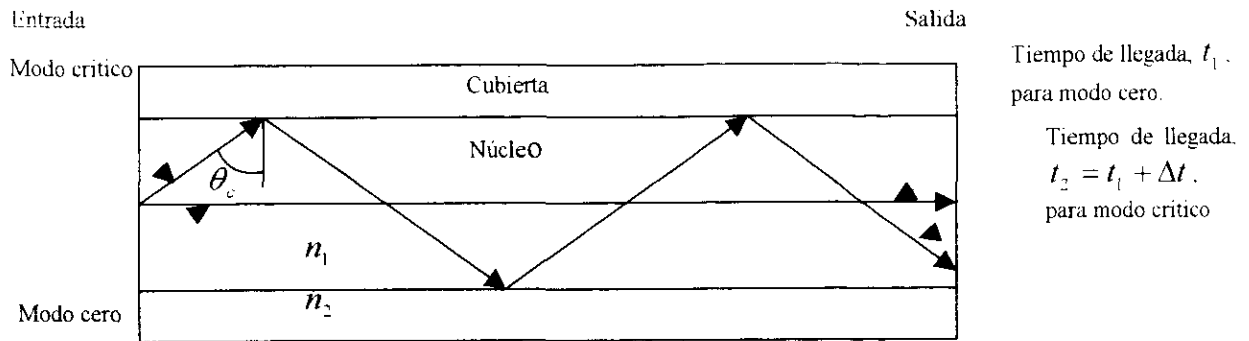 Entrada
Salida
Modo critico
Cubierta
Tiempo de llegada, t₁.
para modo cero.
Núcleo
Tiempo de llegada.
θc
t₂ = t₁ + Δt.
para modo critico
n₁
n₂
Modo cero